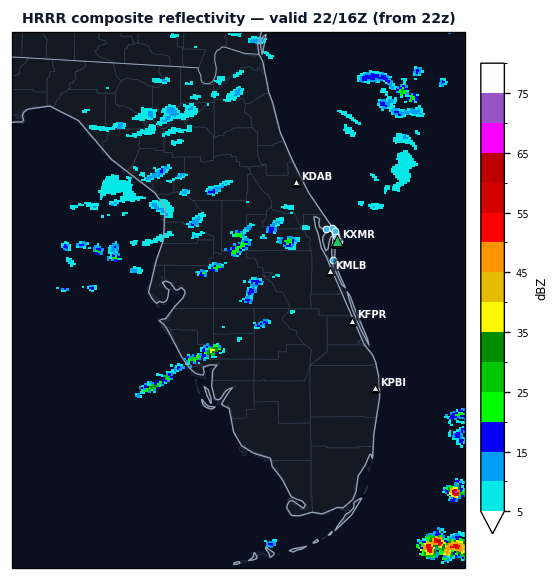 HRRR composite reflectivity — valid 22/16Z (from 22z)
KDAB
KXMR
KMLB
KFPR
KPBI
75
65
55
45
35
25
15
5
dBZ